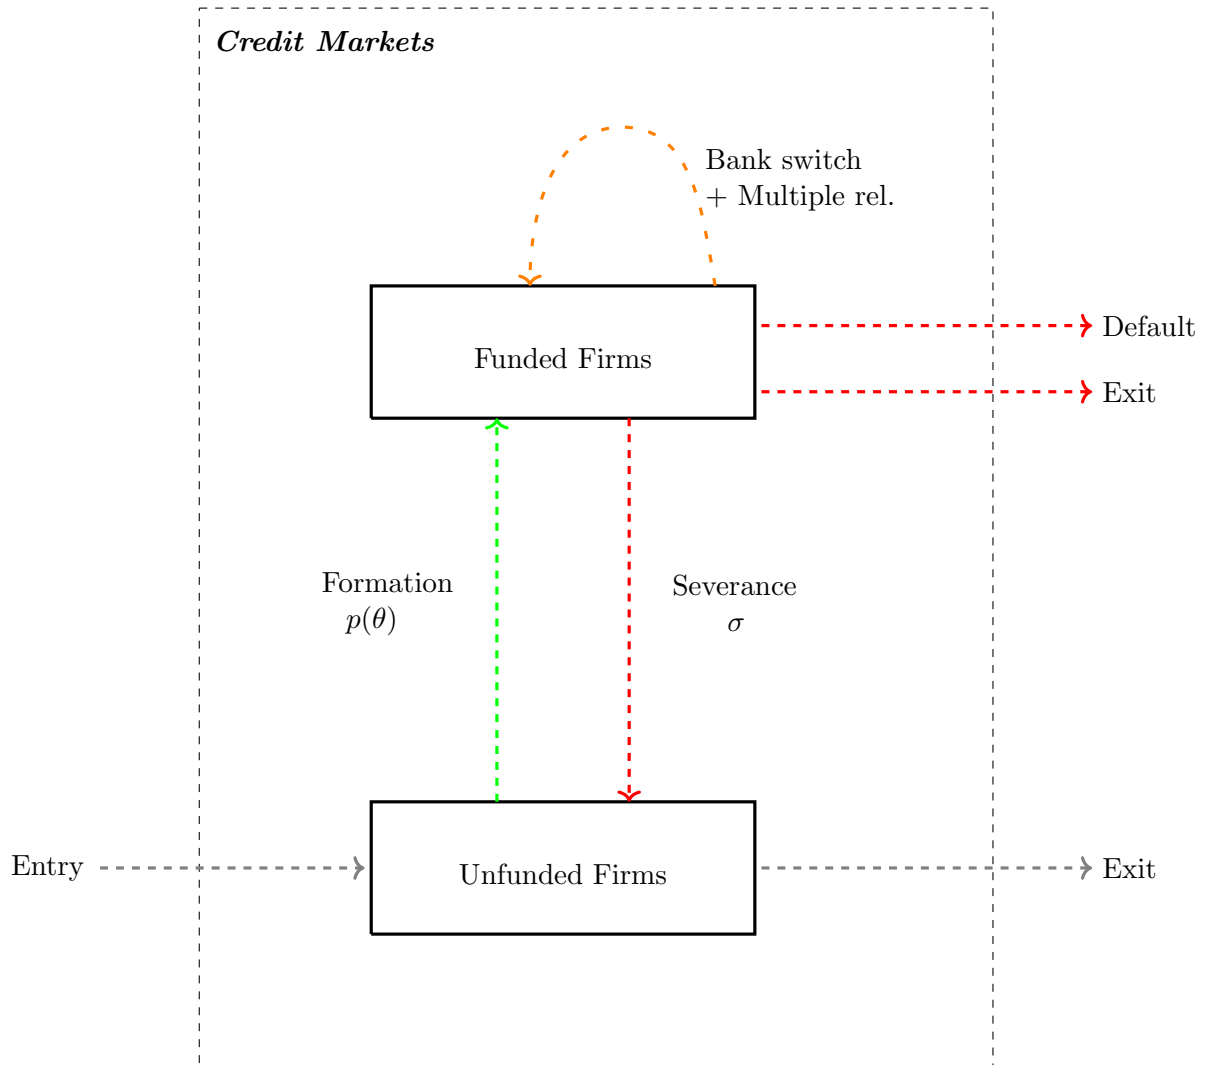 Credit Markets
Bank switch
+ Multiple rel.
Funded Firms
Default
Exit
Formation
p(θ)
Severance
σ
Entry
Unfunded Firms
Exit